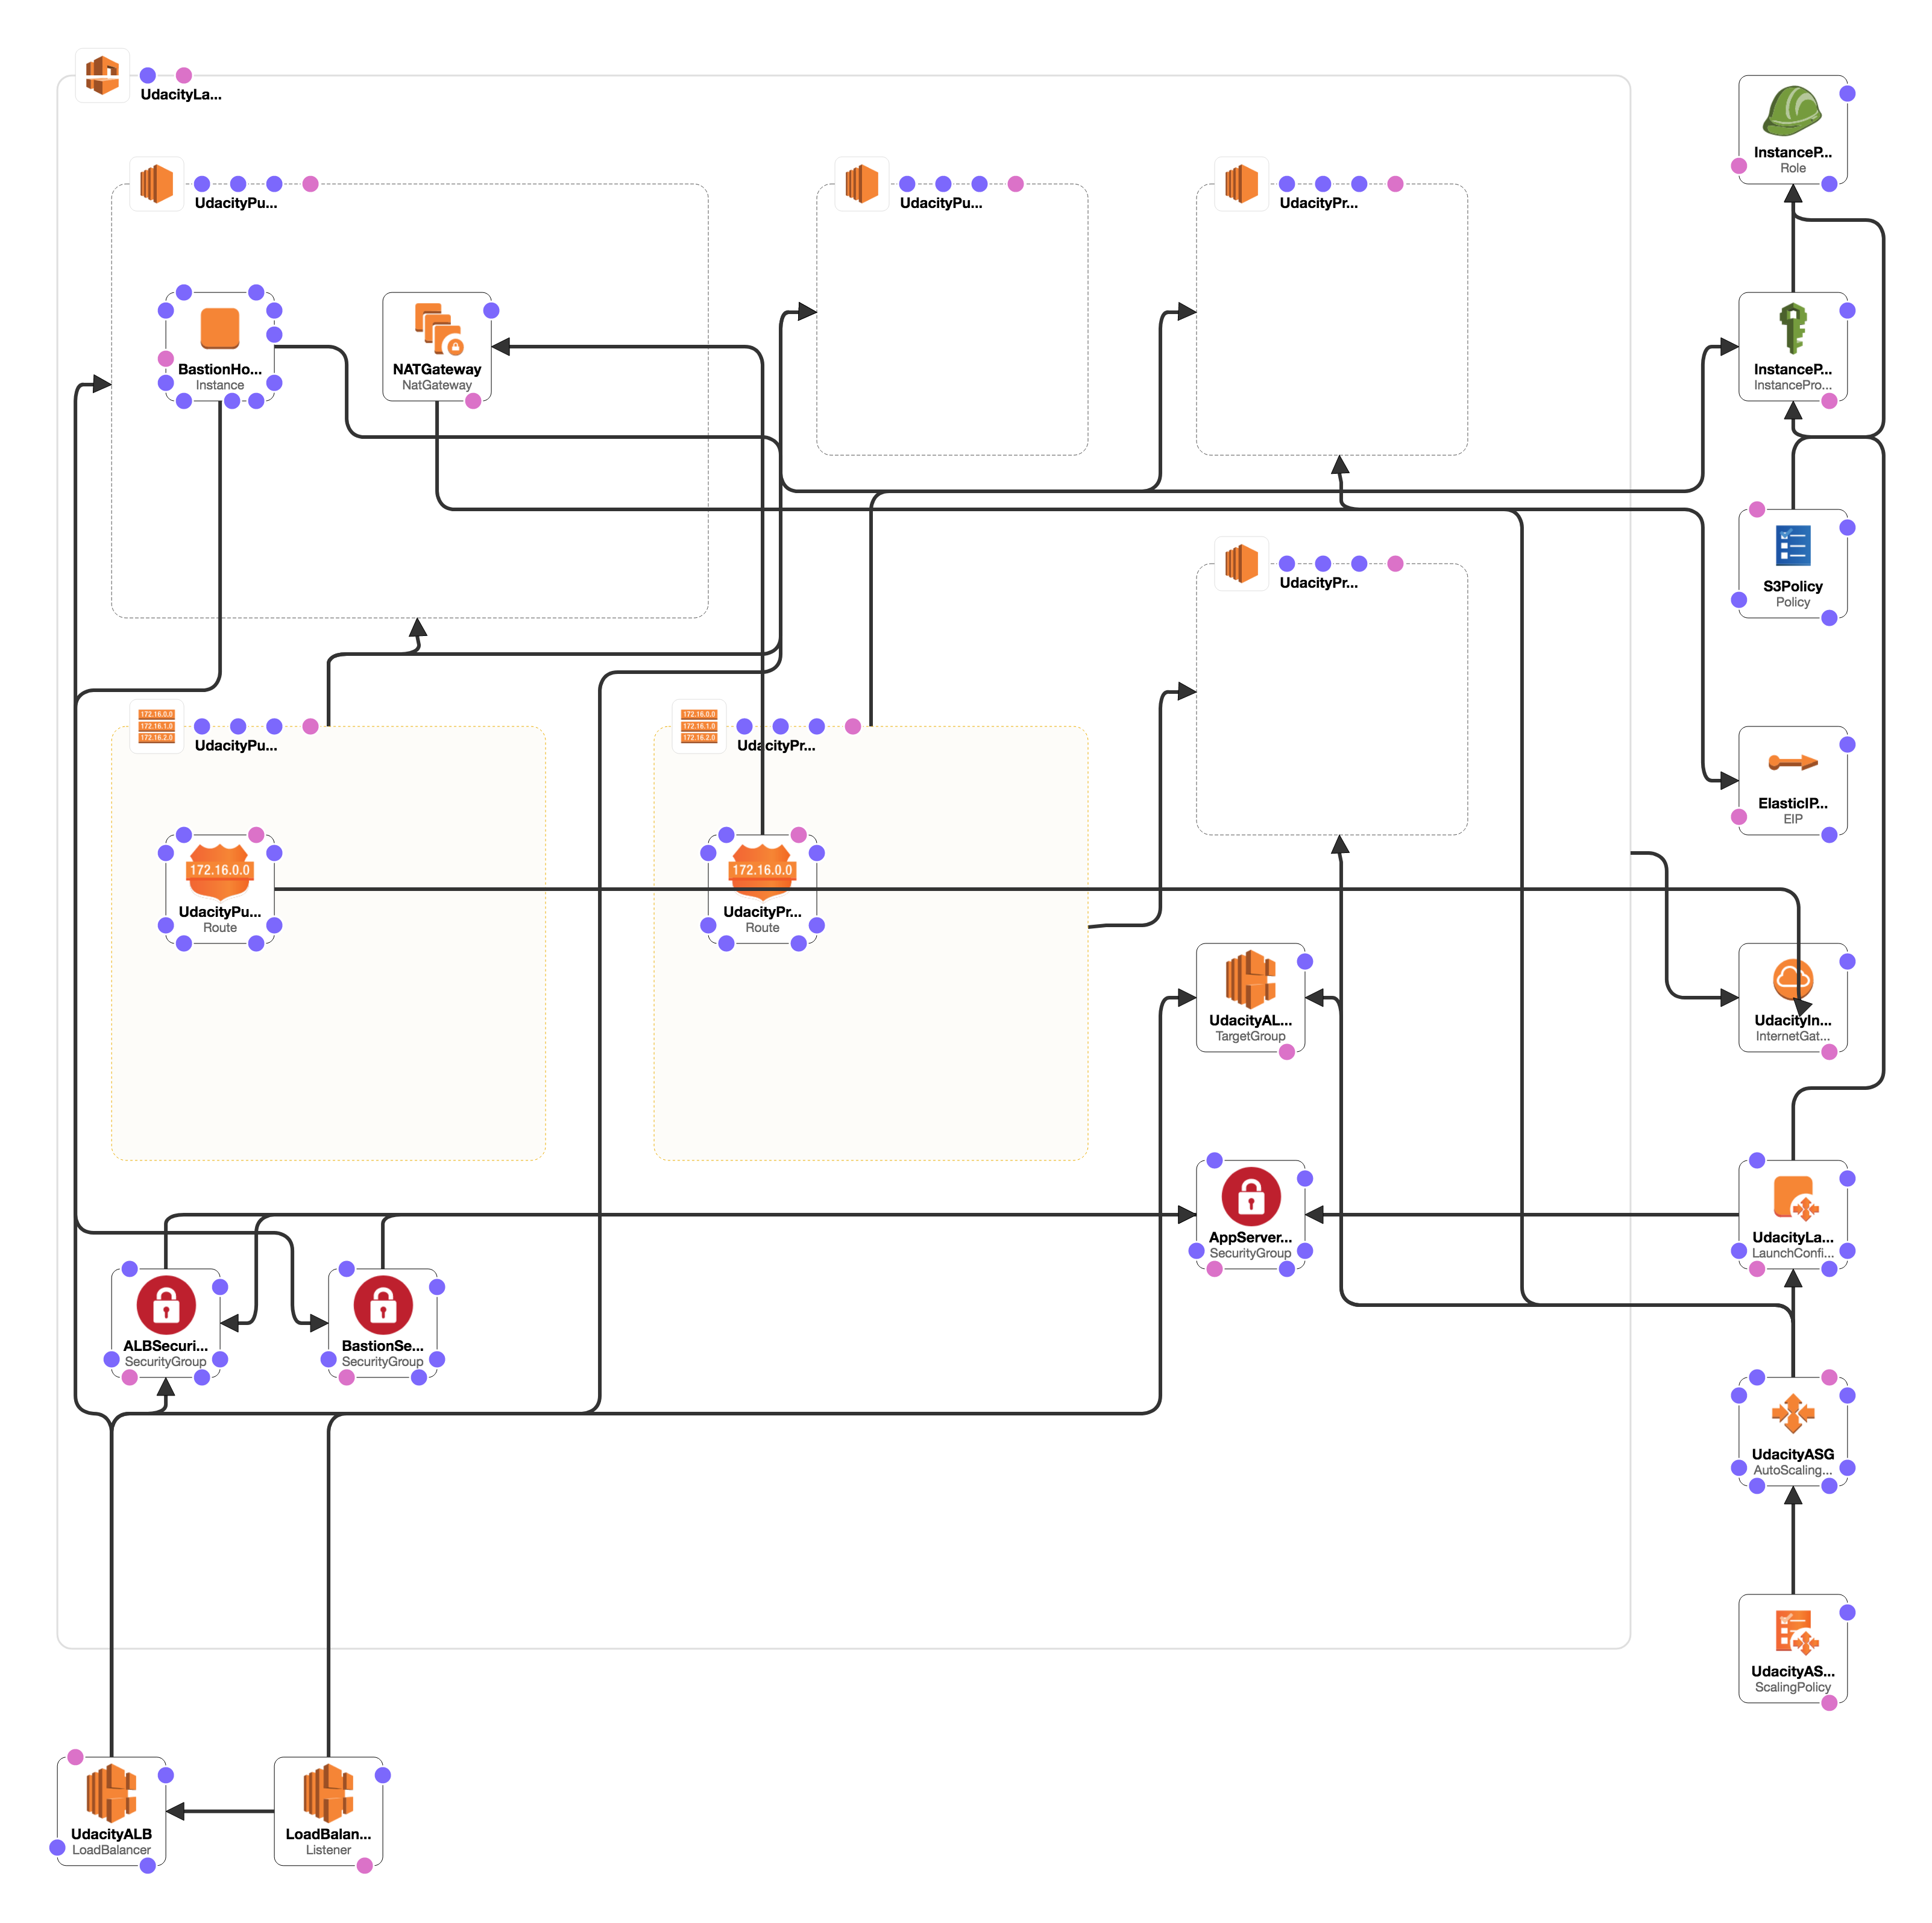 UdacityLa...
InstanceP...
Role
UdacityPu...
UdacityPu...
UdacityPr...
BastionHo...
Instance
NATGateway
NatGateway
InstanceP...
InstancePro...
UdacityPr...
S3Policy
Policy
172.16.0.0
172.16.1.0
172.16.2.0
UdacityPu...
172.16.0.0
172.16.1.0
172.16.2.0
UdacityPr...
ElasticIP...
EIP
172.16.0.0
UdacityPu...
Route
172.16.0.0
UdacityPr...
Route
UdacityAL...
TargetGroup
UdacityIn...
InternetGat...
AppServer...
SecurityGroup
UdacityLa...
LaunchConfi...
ALBSecuri...
SecurityGroup
BastionSe...
SecurityGroup
UdacityASG
AutoScaling...
UdacityAS...
ScalingPolicy
UdacityALB
LoadBalancer
LoadBalan...
Listener